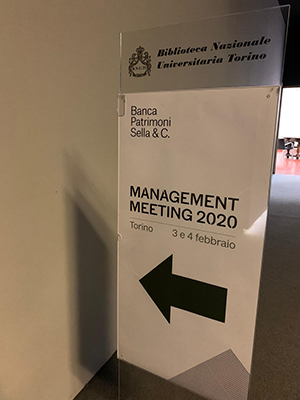 Biblioteca Nazionale
Universitaria Torino
Banca
Patrimoni
Sella & C.
MANAGEMENT
MEETING 2020
Torino 3 e 4 febbraio